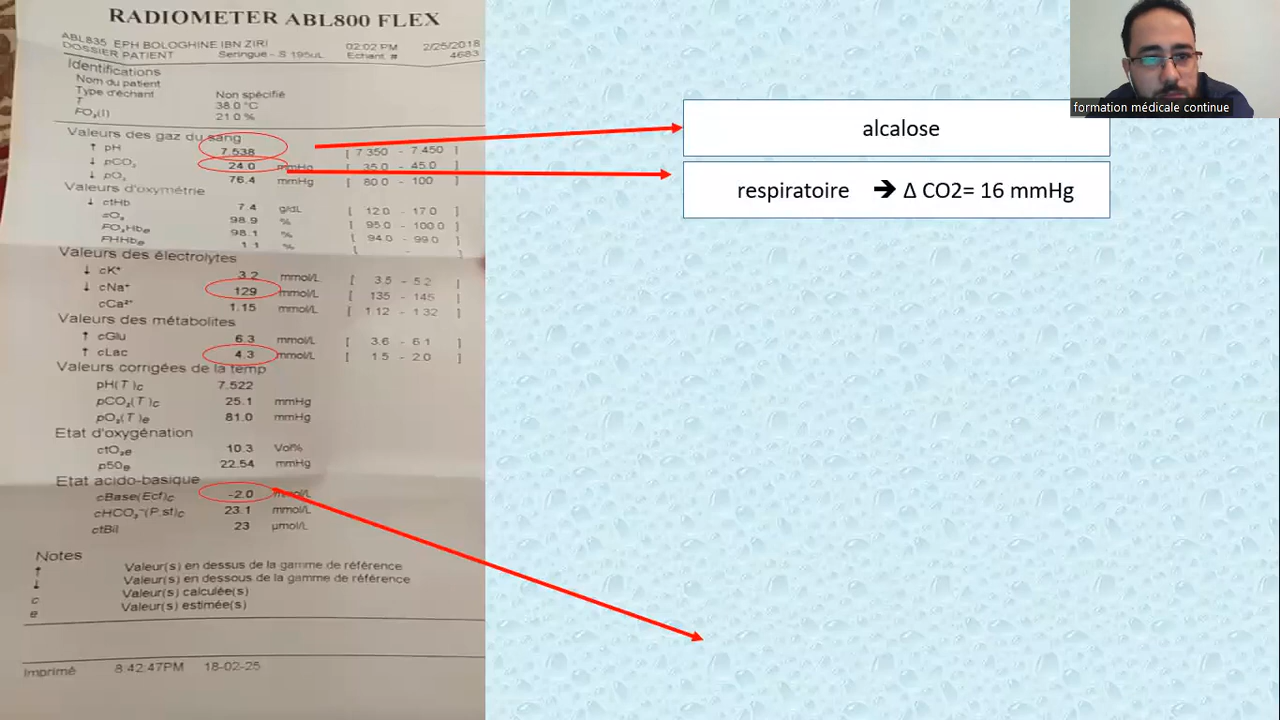 RADIOMETER ABL800 FLEX
ABL835 EPH BOLOGHINE IBN ZIRI 02:02 PM 2/25/2018
DOSSIER PATIENT Seringue - S 195uL Echant. # 4683
Identifications
Nom du patient
Type d'échant Non spécifié
T 38.0 °C
FO₂(I) 21.0 %
Valeurs des gaz du sang
↑ pH 7.538 [ 7.350 - 7.450 ]
↓ pCO₂ 24.0 mmHg [ 35.0 - 45.0 ]
↓ pO₂ 76.4 mmHg [ 80.0 - 100 ]
Valeurs d'oxymétrie
↓ ctHb 7.4 g/dL [ 12.0 - 17.0 ]
sO₂ 98.9 % [ 95.0 - 100.0 ]
FO₂Hbe 98.1 % [ 94.0 - 99.0 ]
FHHbe 1.1 % [ - ]
Valeurs des électrolytes
↓ cK⁺ 3.2 mmol/L [ 3.5 - 5.2 ]
↓ cNa⁺ 129 mmol/L [ 135 - 145 ]
cCa²⁺ 1.15 mmol/L [ 1.12 - 1.32 ]
Valeurs des métabolites
↑ cGlu 6.3 mmol/L [ 3.6 - 6.1 ]
↑ cLac 4.3 mmol/L [ 1.5 - 2.0 ]
Valeurs corrigées de la temp
pH(T)c 7.522
pCO₂(T)c 25.1 mmHg
pO₂(T)e 81.0 mmHg
Etat d'oxygénation
ctO₂e 10.3 Vol%
p50e 22.54 mmHg
Etat acido-basique
cBase(Ecf)c -2.0 mmol/L
cHCO₃⁻(P,st)c 23.1 mmol/L
ctBil 23 µmol/L
Notes
↑ Valeur(s) en dessus de la gamme de référence
↓ Valeur(s) en dessous de la gamme de référence
c Valeur(s) calculée(s)
e Valeur(s) estimée(s)
Imprimé 8:42:47PM 18-02-25
alcalose
respiratoire ➔ Δ CO2= 16 mmHg
formation médicale continue